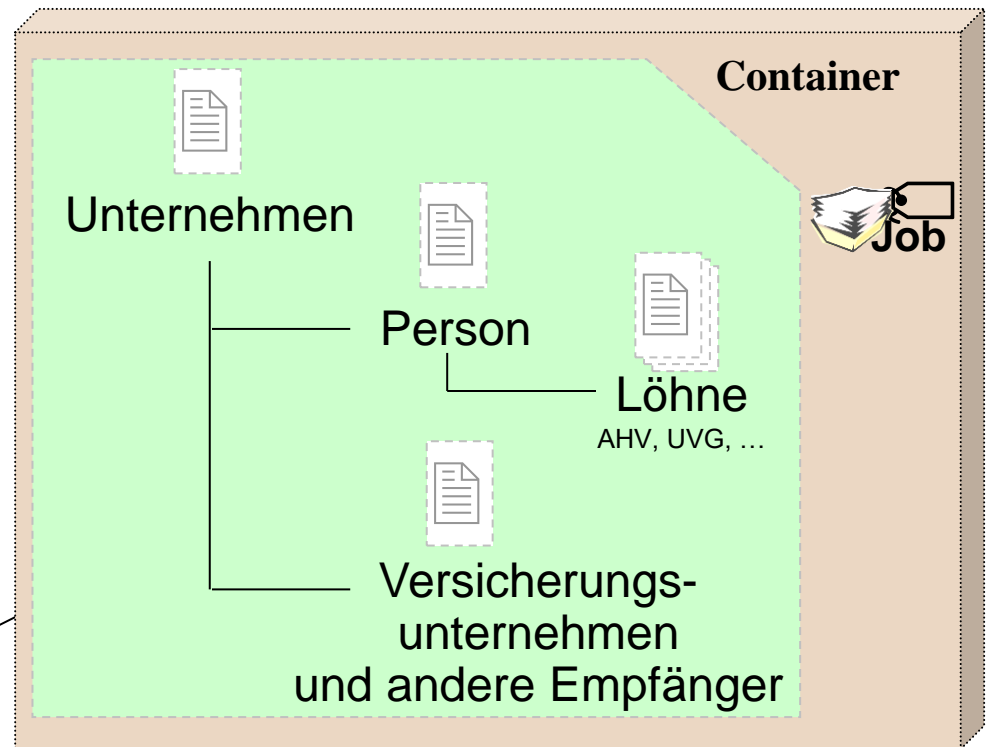 Container
Unternehmen
Job
Person
Löhne
AHV, UVG, …
Versicherungs-
unternehmen
und andere Empfänger